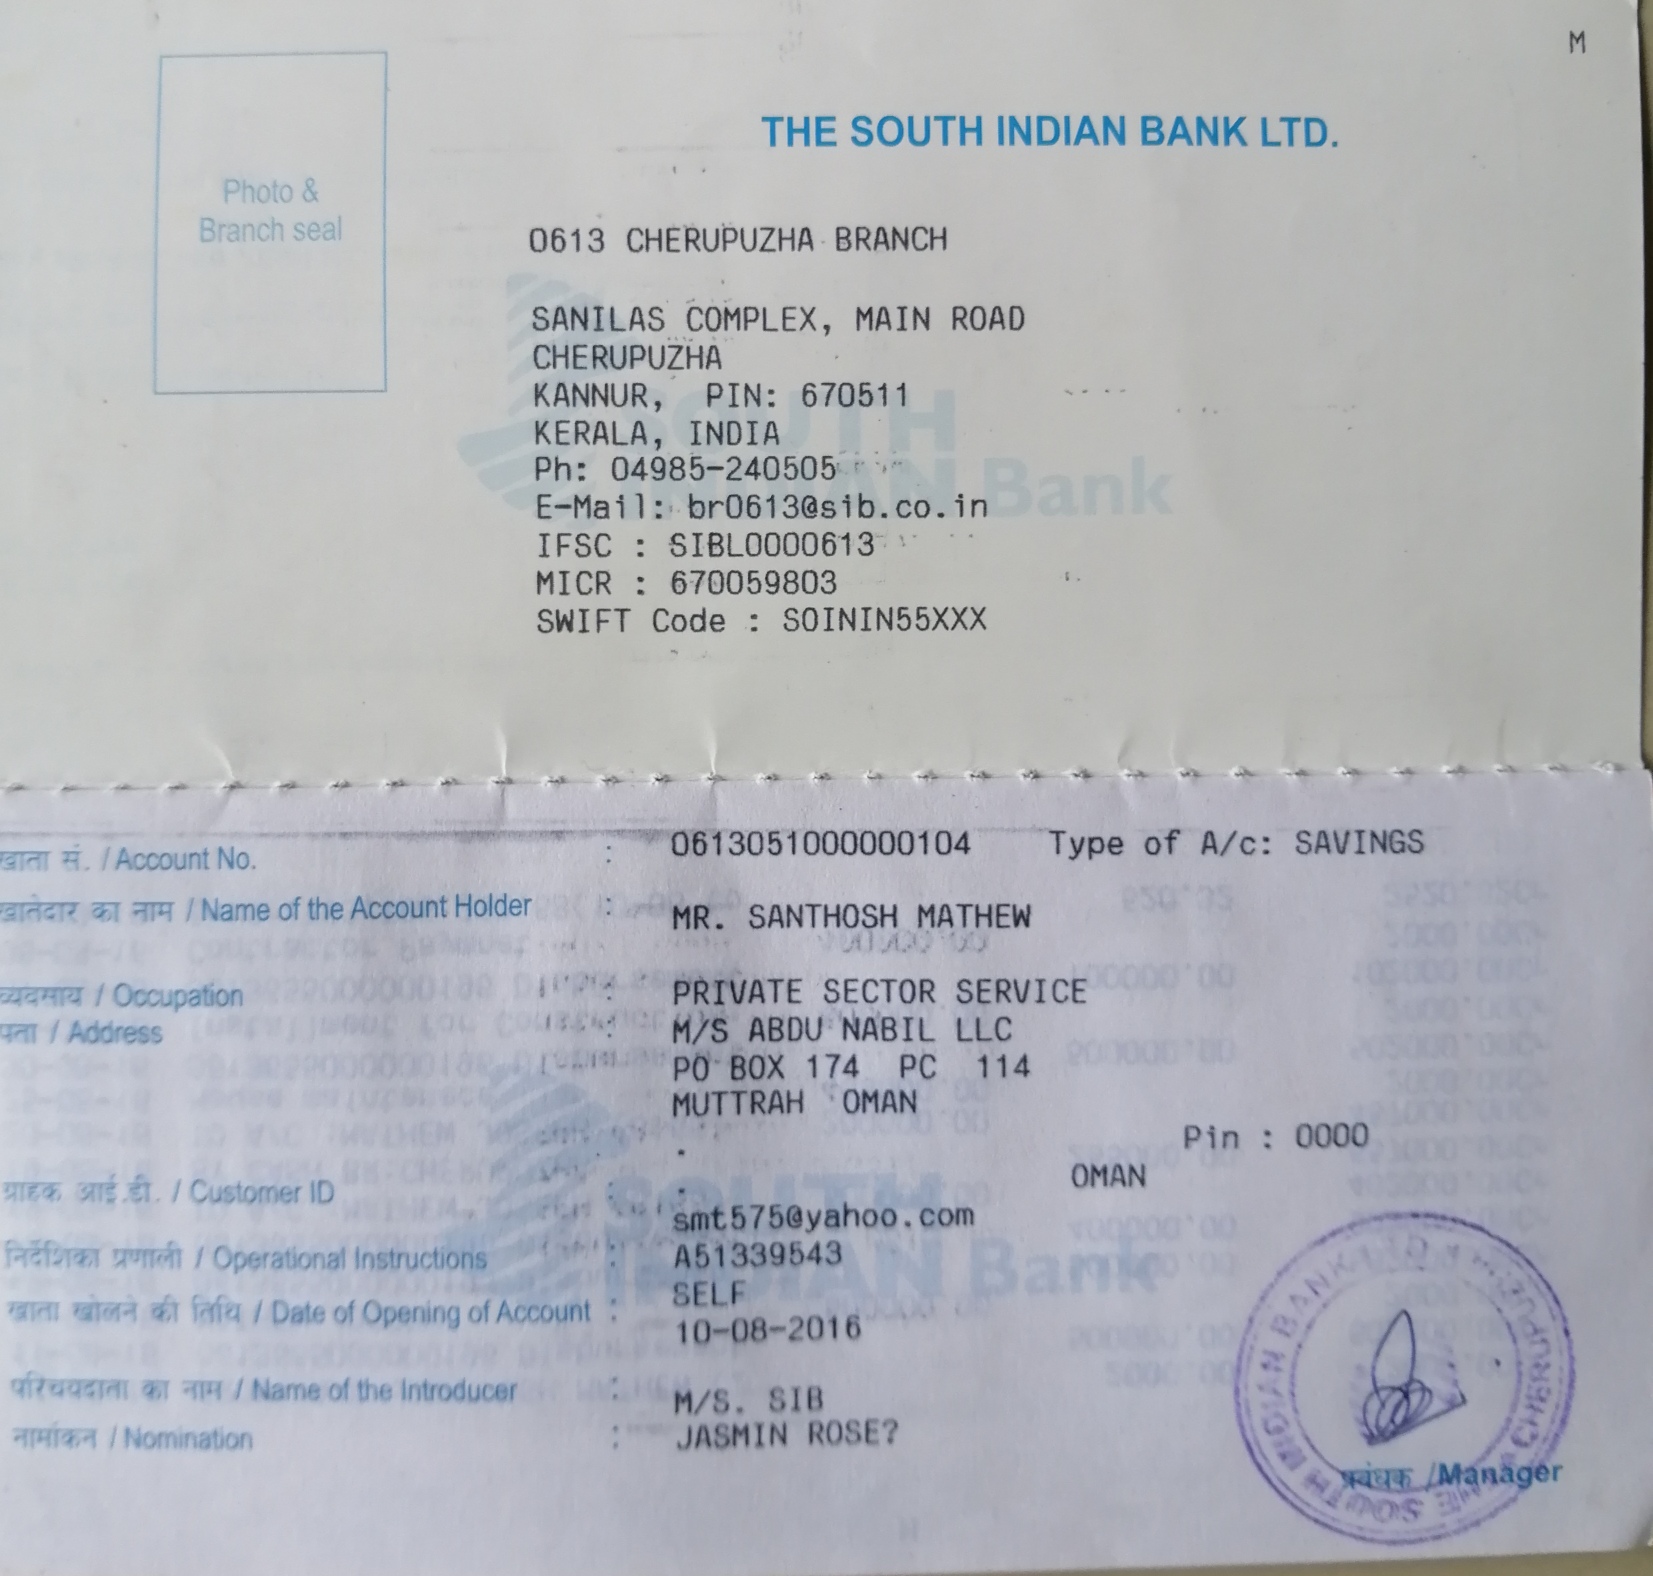 M
Photo &
Branch seal
THE SOUTH INDIAN BANK LTD.
0613 CHERUPUZHA BRANCH
SANILAS COMPLEX, MAIN ROAD
CHERUPUZHA
KANNUR, PIN: 670511
KERALA, INDIA
Ph: 04985-240505
E-Mail: br0613@sib.co.in
IFSC : SIBL0000613
MICR : 670059803
SWIFT Code : SOININ55XXX
SOUTH
INDIAN Bank
खाता सं. / Account No. : 0613051000000104 Type of A/c: SAVINGS
खातेदार का नाम / Name of the Account Holder : MR. SANTHOSH MATHEW
व्यवसाय / Occupation : PRIVATE SECTOR SERVICE
पता / Address : M/S ABDU NABIL LLC
PO BOX 174 PC 114
MUTTRAH OMAN
Pin : 0000
.
OMAN
ग्राहक आई.डी. / Customer ID : .
smt575@yahoo.com
निर्देशिका प्रणाली / Operational Instructions : A51339543
SELF
खाता खोलने की तिथि / Date of Opening of Account : 10-08-2016
परिचयदाता का नाम / Name of the Introducer : M/S. SIB
नामांकन / Nomination : JASMIN ROSE?
SOUTH
INDIAN Bank
प्रबंधक /Manager